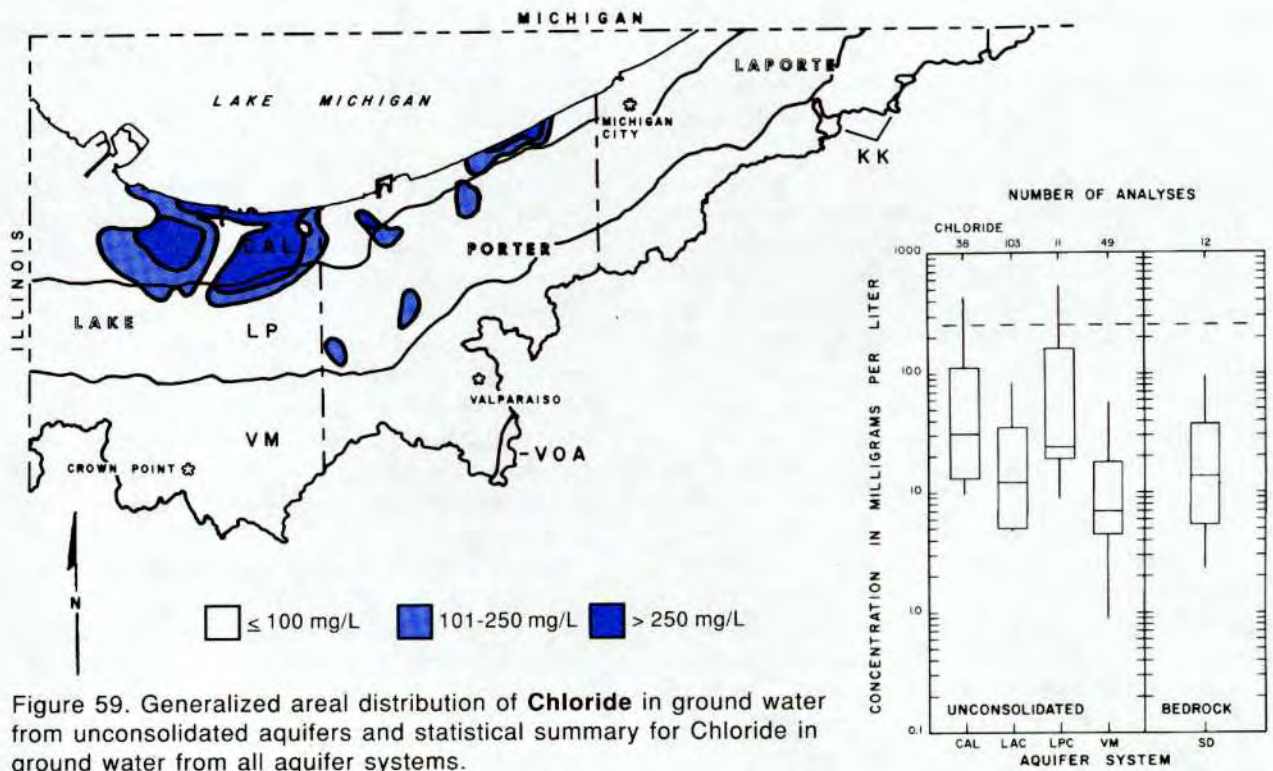 MICHIGAN
LAPORTE
LAKE MICHIGAN
MICHIGAN
CITY
KK
ILLINOIS
CAL
PORTER
LAKE
LP
VALPARAISO
VM
VOA
CROWN POINT
N
≤ 100 mg/L 101-250 mg/L > 250 mg/L
Figure 59. Generalized areal distribution of Chloride in ground water
from unconsolidated aquifers and statistical summary for Chloride in
ground water from all aquifer systems.
NUMBER OF ANALYSES
CHLORIDE
36 103 11 49 12
CONCENTRATION IN MILLIGRAMS PER LITER
1000
100
10
1.0
0.1
UNCONSOLIDATED BEDROCK
CAL LAC LPC VM SD
AQUIFER SYSTEM